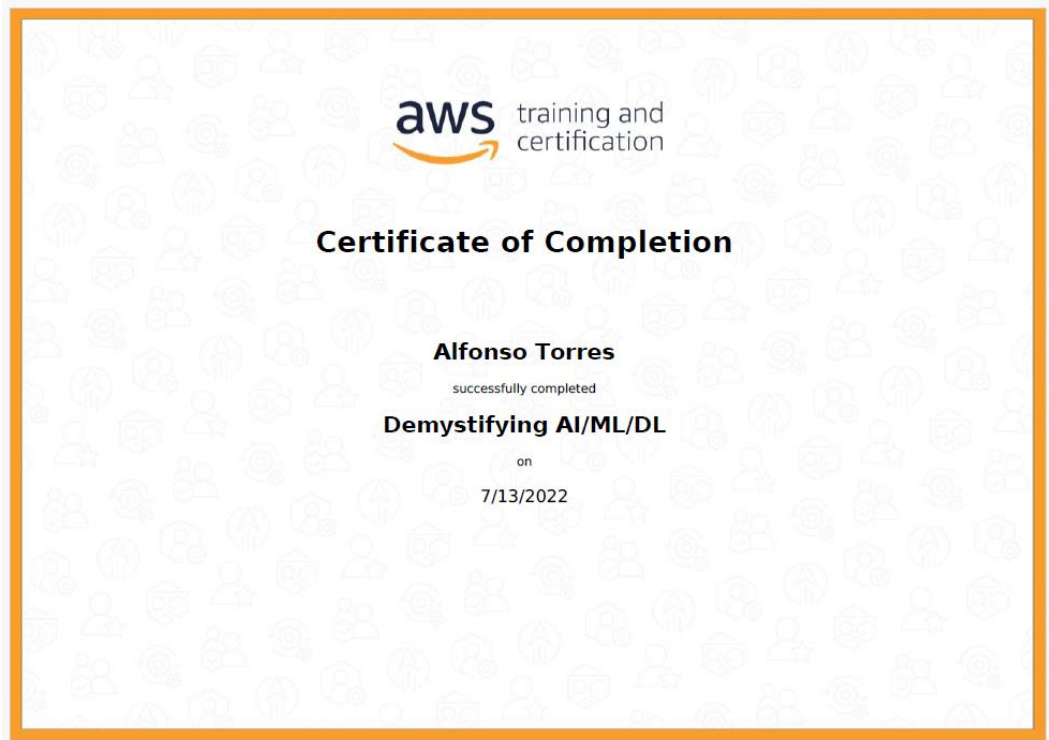 aws training and
certification
Certificate of Completion
Alfonso Torres
successfully completed
Demystifying AI/ML/DL
on
7/13/2022